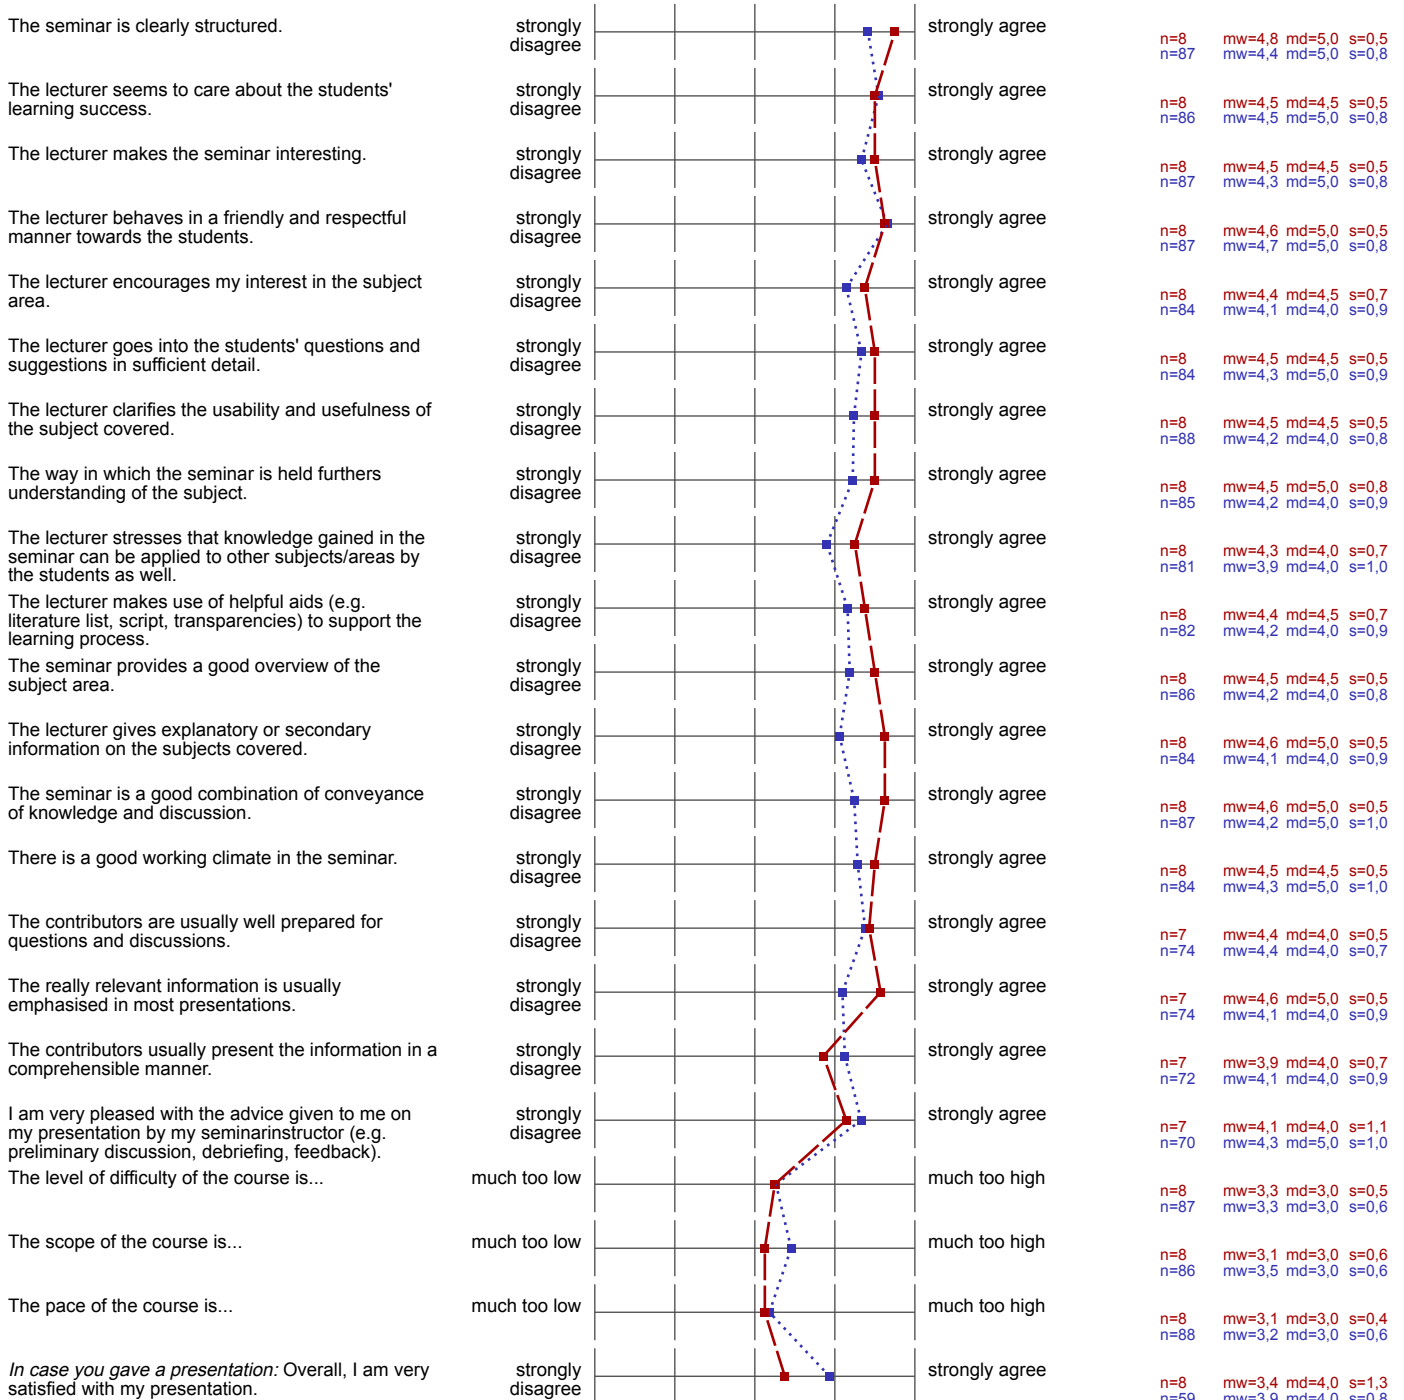 The seminar is clearly structured.
strongly
disagree
strongly agree
n=8 mw=4,8 md=5,0 s=0,5
n=87 mw=4,4 md=5,0 s=0,8
The lecturer seems to care about the students'
learning success.
strongly
disagree
strongly agree
n=8 mw=4,5 md=4,5 s=0,5
n=86 mw=4,5 md=5,0 s=0,8
The lecturer makes the seminar interesting.
strongly
disagree
strongly agree
n=8 mw=4,5 md=4,5 s=0,5
n=87 mw=4,3 md=5,0 s=0,8
The lecturer behaves in a friendly and respectful
manner towards the students.
strongly
disagree
strongly agree
n=8 mw=4,6 md=5,0 s=0,5
n=87 mw=4,7 md=5,0 s=0,8
The lecturer encourages my interest in the subject
area.
strongly
disagree
strongly agree
n=8 mw=4,4 md=4,5 s=0,7
n=84 mw=4,1 md=4,0 s=0,9
The lecturer goes into the students' questions and
suggestions in sufficient detail.
strongly
disagree
strongly agree
n=8 mw=4,5 md=4,5 s=0,5
n=84 mw=4,3 md=5,0 s=0,9
The lecturer clarifies the usability and usefulness of
the subject covered.
strongly
disagree
strongly agree
n=8 mw=4,5 md=4,5 s=0,5
n=88 mw=4,2 md=4,0 s=0,8
The way in which the seminar is held furthers
understanding of the subject.
strongly
disagree
strongly agree
n=8 mw=4,5 md=5,0 s=0,8
n=85 mw=4,2 md=4,0 s=0,9
The lecturer stresses that knowledge gained in the
seminar can be applied to other subjects/areas by
the students as well.
strongly
disagree
strongly agree
n=8 mw=4,3 md=4,0 s=0,7
n=81 mw=3,9 md=4,0 s=1,0
The lecturer makes use of helpful aids (e.g.
literature list, script, transparencies) to support the
learning process.
strongly
disagree
strongly agree
n=8 mw=4,4 md=4,5 s=0,7
n=82 mw=4,2 md=4,0 s=0,9
The seminar provides a good overview of the
subject area.
strongly
disagree
strongly agree
n=8 mw=4,5 md=4,5 s=0,5
n=86 mw=4,2 md=4,0 s=0,8
The lecturer gives explanatory or secondary
information on the subjects covered.
strongly
disagree
strongly agree
n=8 mw=4,6 md=5,0 s=0,5
n=84 mw=4,1 md=4,0 s=0,9
The seminar is a good combination of conveyance
of knowledge and discussion.
strongly
disagree
strongly agree
n=8 mw=4,6 md=5,0 s=0,5
n=87 mw=4,2 md=5,0 s=1,0
There is a good working climate in the seminar.
strongly
disagree
strongly agree
n=8 mw=4,5 md=4,5 s=0,5
n=84 mw=4,3 md=5,0 s=1,0
The contributors are usually well prepared for
questions and discussions.
strongly
disagree
strongly agree
n=7 mw=4,4 md=4,0 s=0,5
n=74 mw=4,4 md=4,0 s=0,7
The really relevant information is usually
emphasised in most presentations.
strongly
disagree
strongly agree
n=7 mw=4,6 md=5,0 s=0,5
n=74 mw=4,1 md=4,0 s=0,9
The contributors usually present the information in a
comprehensible manner.
strongly
disagree
strongly agree
n=7 mw=3,9 md=4,0 s=0,7
n=72 mw=4,1 md=4,0 s=0,9
I am very pleased with the advice given to me on
my presentation by my seminarinstructor (e.g.
preliminary discussion, debriefing, feedback).
strongly
disagree
strongly agree
n=7 mw=4,1 md=4,0 s=1,1
n=70 mw=4,3 md=5,0 s=1,0
The level of difficulty of the course is...
much too low
much too high
n=8 mw=3,3 md=3,0 s=0,5
n=87 mw=3,3 md=3,0 s=0,6
The scope of the course is...
much too low
much too high
n=8 mw=3,1 md=3,0 s=0,6
n=86 mw=3,5 md=3,0 s=0,6
The pace of the course is...
much too low
much too high
n=8 mw=3,1 md=3,0 s=0,4
n=88 mw=3,2 md=3,0 s=0,6
In case you gave a presentation: Overall, I am very
satisfied with my presentation.
strongly
disagree
strongly agree
n=8 mw=3,4 md=4,0 s=1,3
n=59 mw=3,9 md=4,0 s=0,8